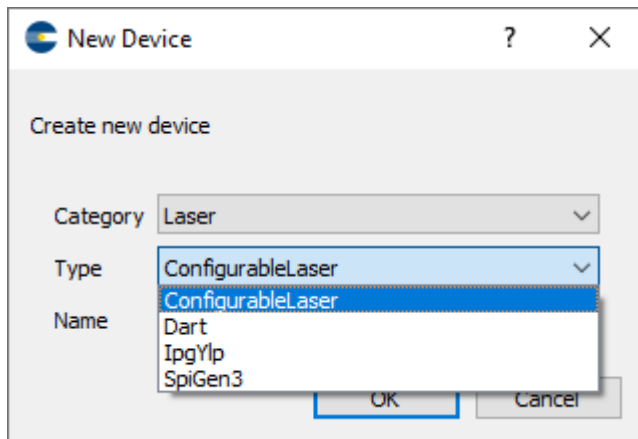 New Device ?
Create new device
Category Laser
Type ConfigurableLaser
ConfigurableLaser
Name
Dart
IpgYlp
SpiGen3
OK Cancel